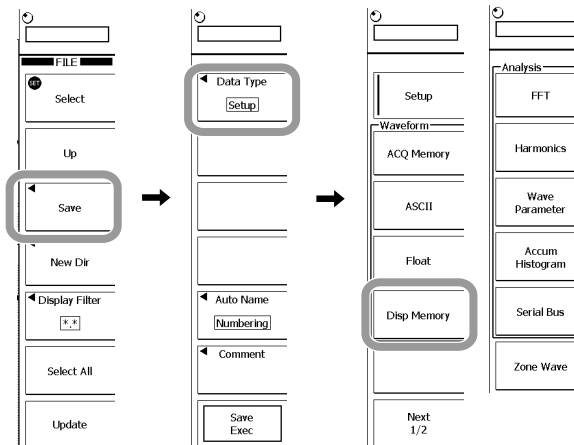 FILE
SET
Select
Up
Save
New Dir
Display Filter
*.*
Select All
Update
Data Type
Setup
Auto Name
Numbering
Comment
Save
Exec
Setup
Waveform
ACQ Memory
ASCII
Float
Disp Memory
Next
1/2
Analysis
FFT
Harmonics
Wave
Parameter
Accum
Histogram
Serial Bus
Zone Wave